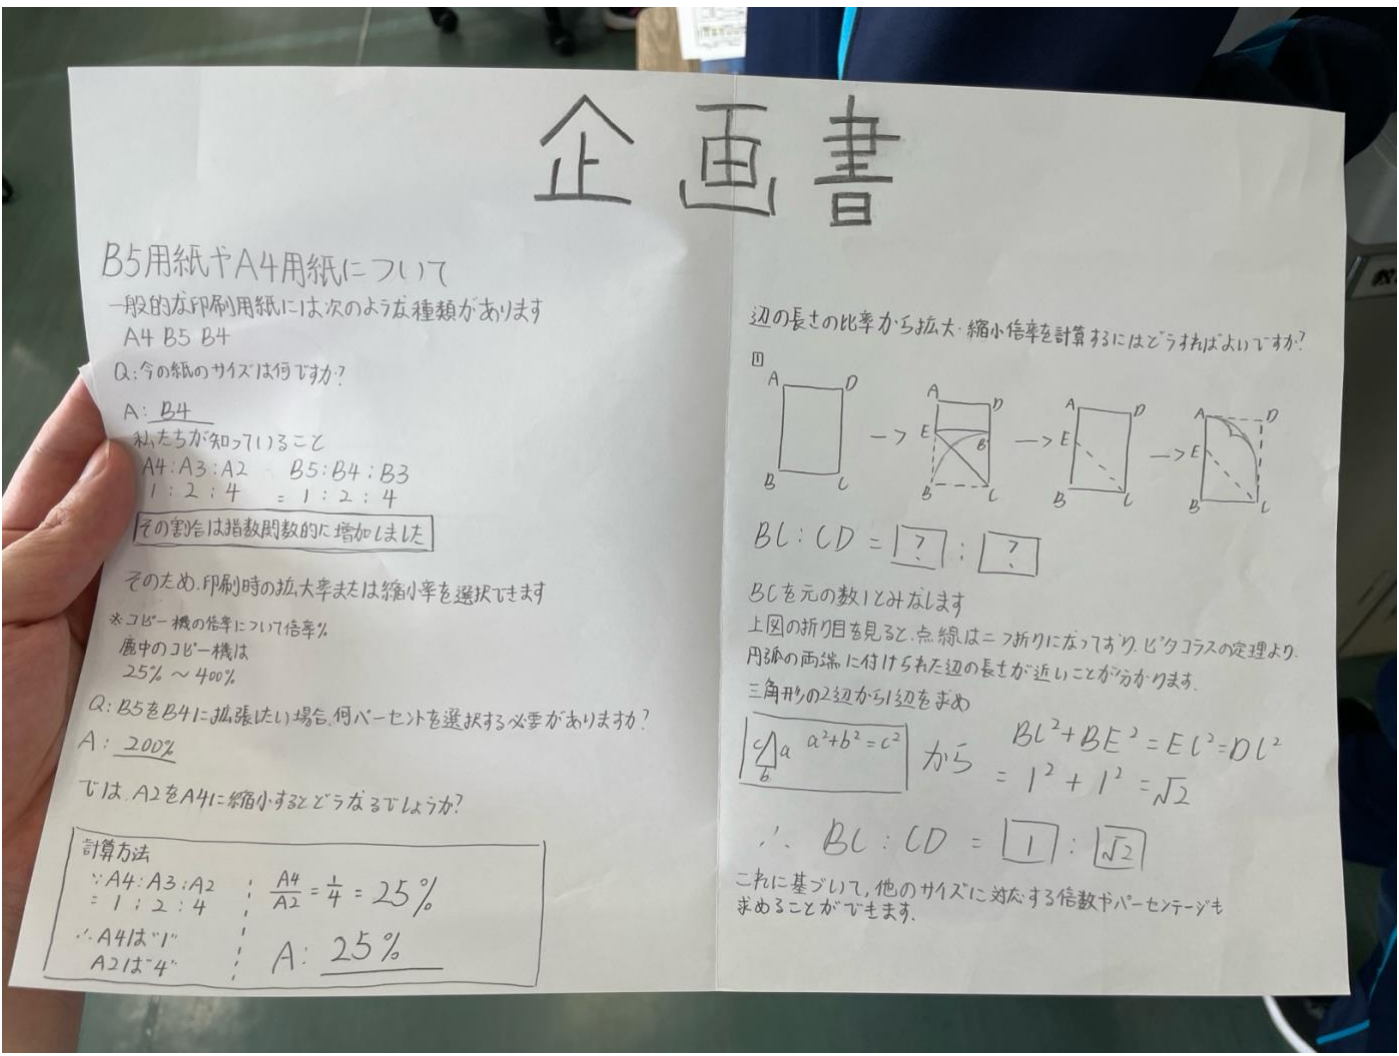 企画書
B5用紙やA4用紙について
一般的な印刷用紙には次のような種類があります
A4 B5 B4
Q:今の紙のサイズは何ですか?
A: B4
私たちが知っていること
A4:A3:A2 B5:B4:B3
1:2:4 = 1:2:4
その割合は指数関数的に増加しました
そのため、印刷時の拡大率または縮小率を選択できます
※コピー機の倍率について倍率%
鹿中のコピー機は
25%~400%
Q:B5をB4に拡張したい場合、何パーセントを選択する必要がありますか?
A: 200%
では、A2をA4に縮小するとどうなるでしょうか?
計算方法
∵A4:A3:A2
=1:2:4
∴A4は"1"
A2は"4"
A4/A2 = 1/4 = 25%
A: 25%
辺の長さの比率から拡大・縮小倍率を計算するにはどうすればよいですか?
1
A D B C
A D E B' B C
A D E B C
A D E B C
BC:CD = ? : ?
BCを元の数1とみなします
上図の折り目を見ると、点線は二つ折りになっており、ピタコラスの定理より、
円弧の両端に付けられた辺の長さが近いことが分かります。
三角形の2辺から1辺を求め
c a b a²+b²=c² から BC²+BE²=EC²=DC²
=1²+1²=√2
∴ BC:CD = 1 : √2
これに基づいて,他のサイズに対応する倍数やパーセンテージも
求めることができます.